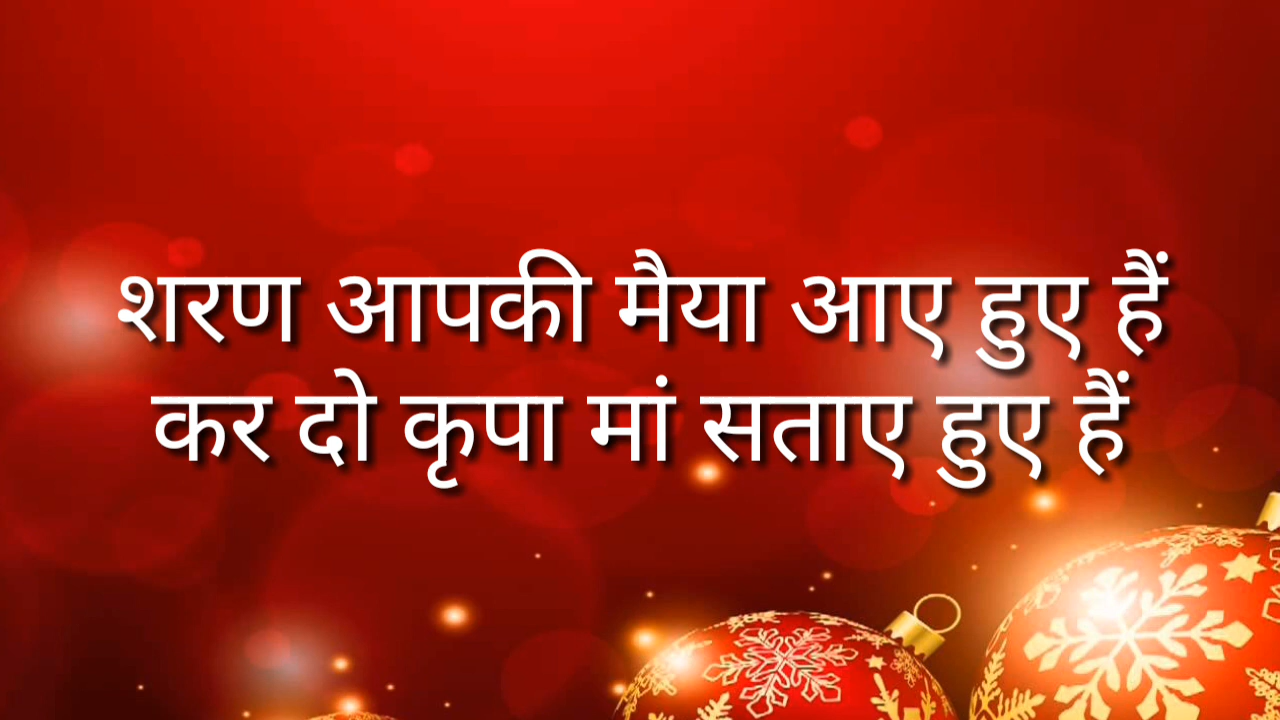 शरण आपकी मैया आए हुए हैं
कर दो कृपा मां सताए हुए हैं